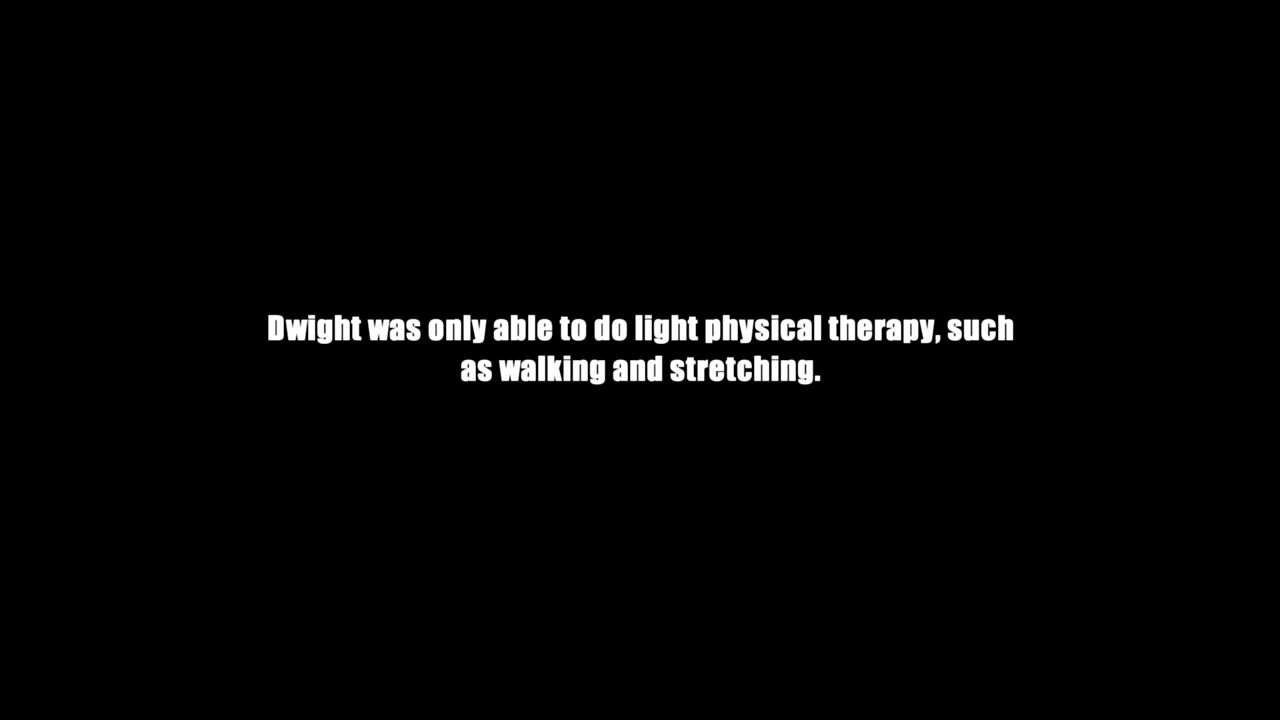 Dwight was only able to do light physical therapy, such
as walking and stretching.